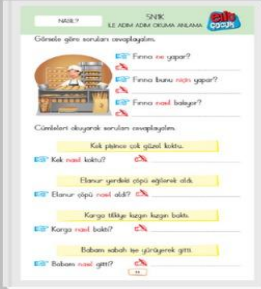 NASIL?
5N1K
İLE ADIM ADIM OKUMA ANLAMA
ÇOCUK
Görsele göre soruları cevaplayalım.
Fırıncı ne yapar?
Fırıncı bunu niçin yapar?
Fırıncı nasıl bakıyor?
Cümleleri okuyarak soruları cevaplayalım.
Kek pişince çok güzel koktu.
Kek nasıl koktu?
Elanur yerdeki çöpü eğilerek aldı.
Elanur çöpü nasıl aldı?
Karga tilkiye kızgın kızgın baktı.
Karga nasıl baktı?
Babam sabah işe yürüyerek gitti.
Babam nasıl gitti?